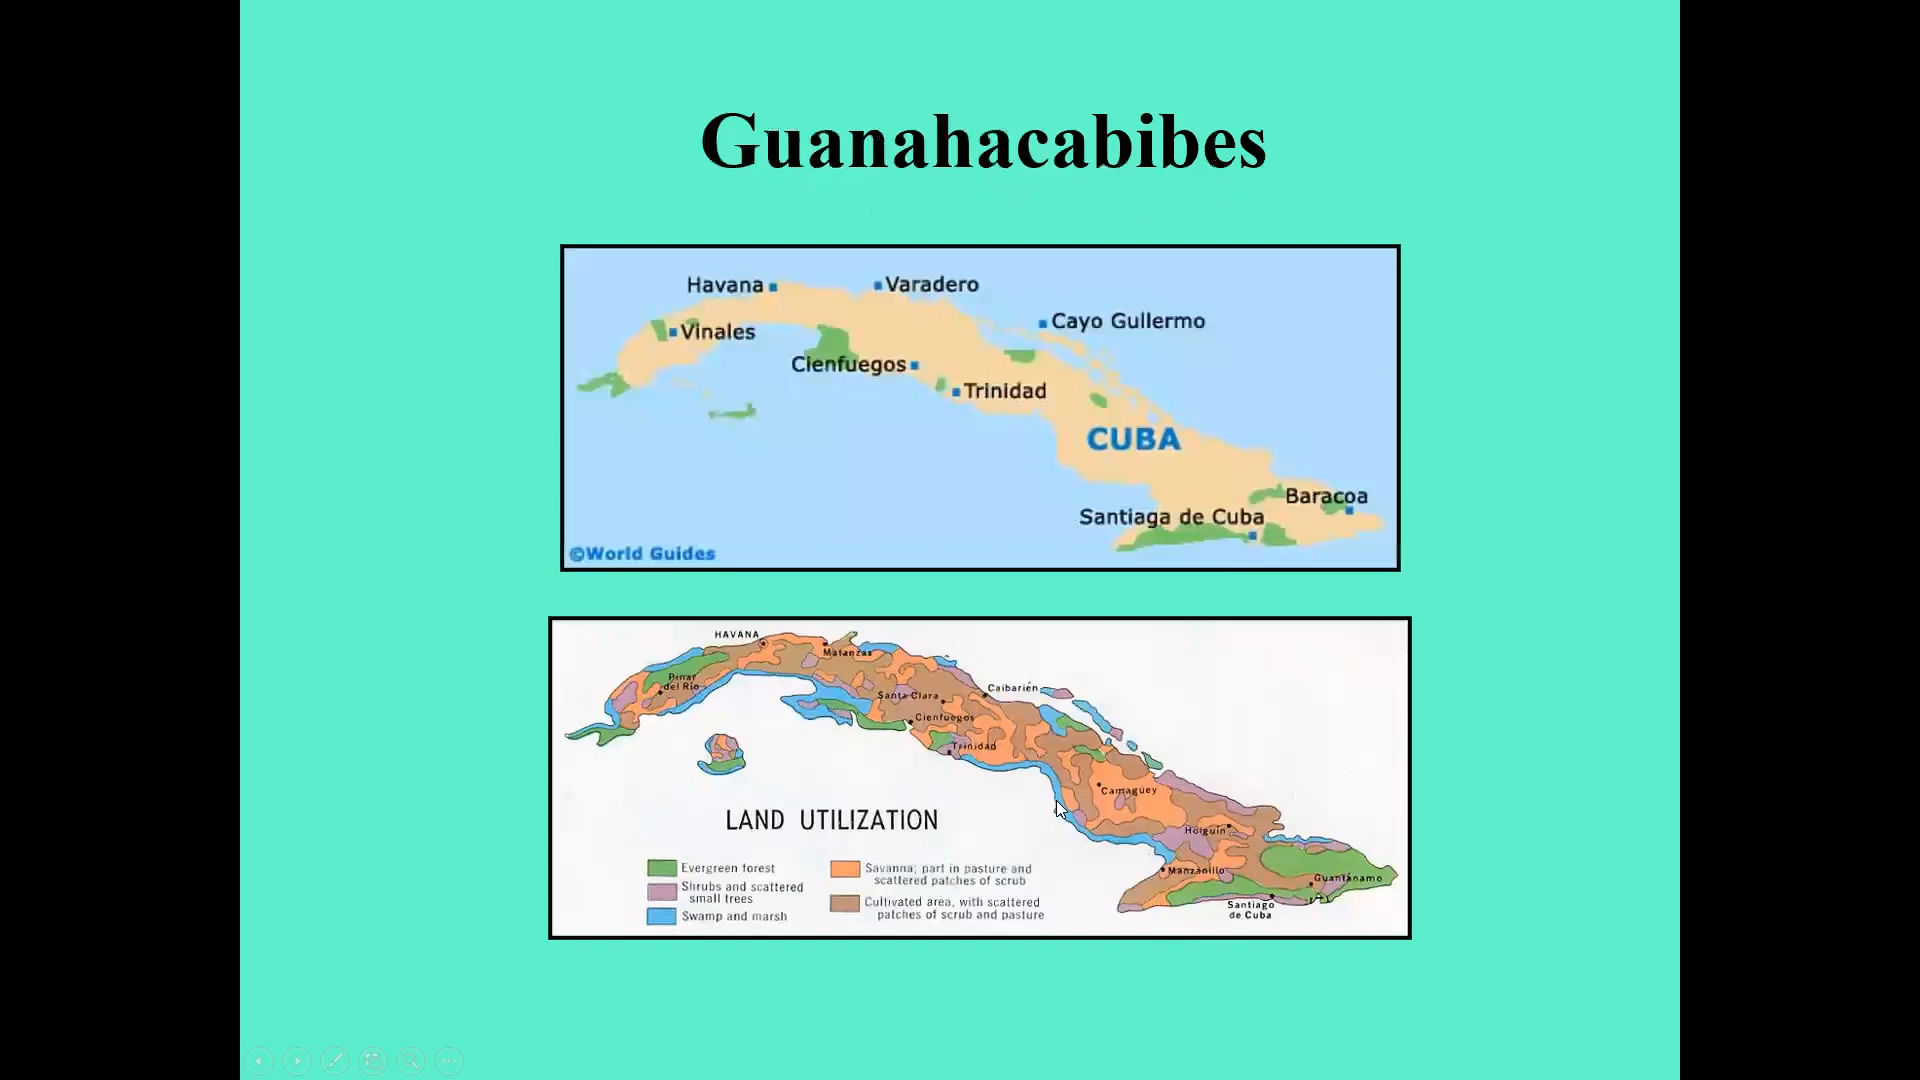 Guanahacabibes
Havana
Varadero
Cayo Gullermo
Vinales
Cienfuegos
Trinidad
CUBA
Baracoa
Santiaga de Cuba
©World Guides
HAVANA
Matanzas
Pinar
del Río
Santa Clara
Caibarién
Cienfuegos
Trinidad
Camagüey
Holguín
Manzanillo
Guantánamo
Santiago
de Cuba
LAND UTILIZATION
Evergreen forest
Shrubs and scattered
small trees
Swamp and marsh
Savanna; part in pasture and
scattered patches of scrub
Cultivated area, with scattered
patches of scrub and pasture